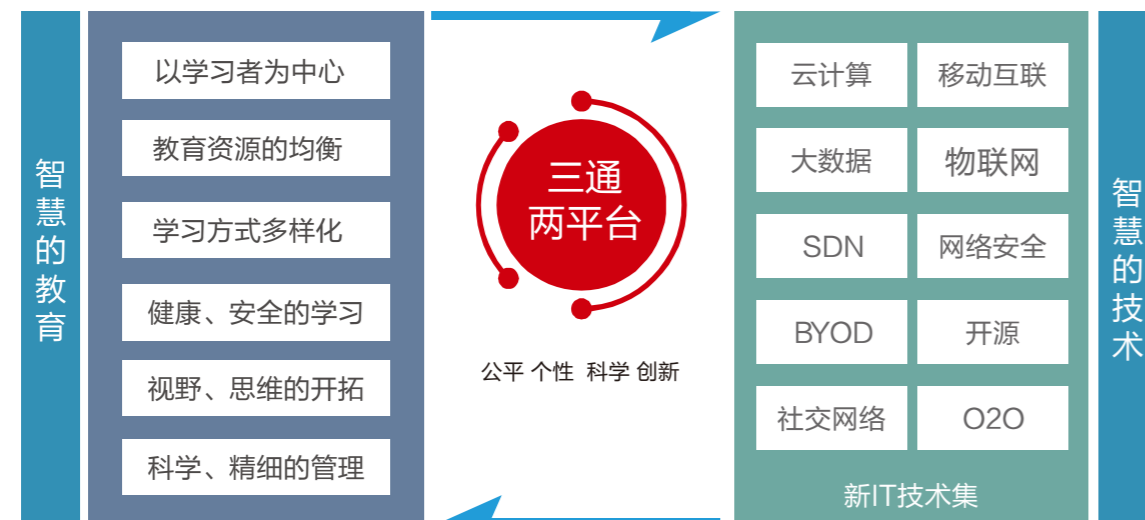 智慧的教育
以学习者为中心
教育资源的均衡
学习方式多样化
健康、安全的学习
视野、思维的开拓
科学、精细的管理
三通
两平台
公平 个性 科学 创新
云计算
移动互联
大数据
物联网
SDN
网络安全
BYOD
开源
社交网络
O2O
新IT技术集
智慧的技术